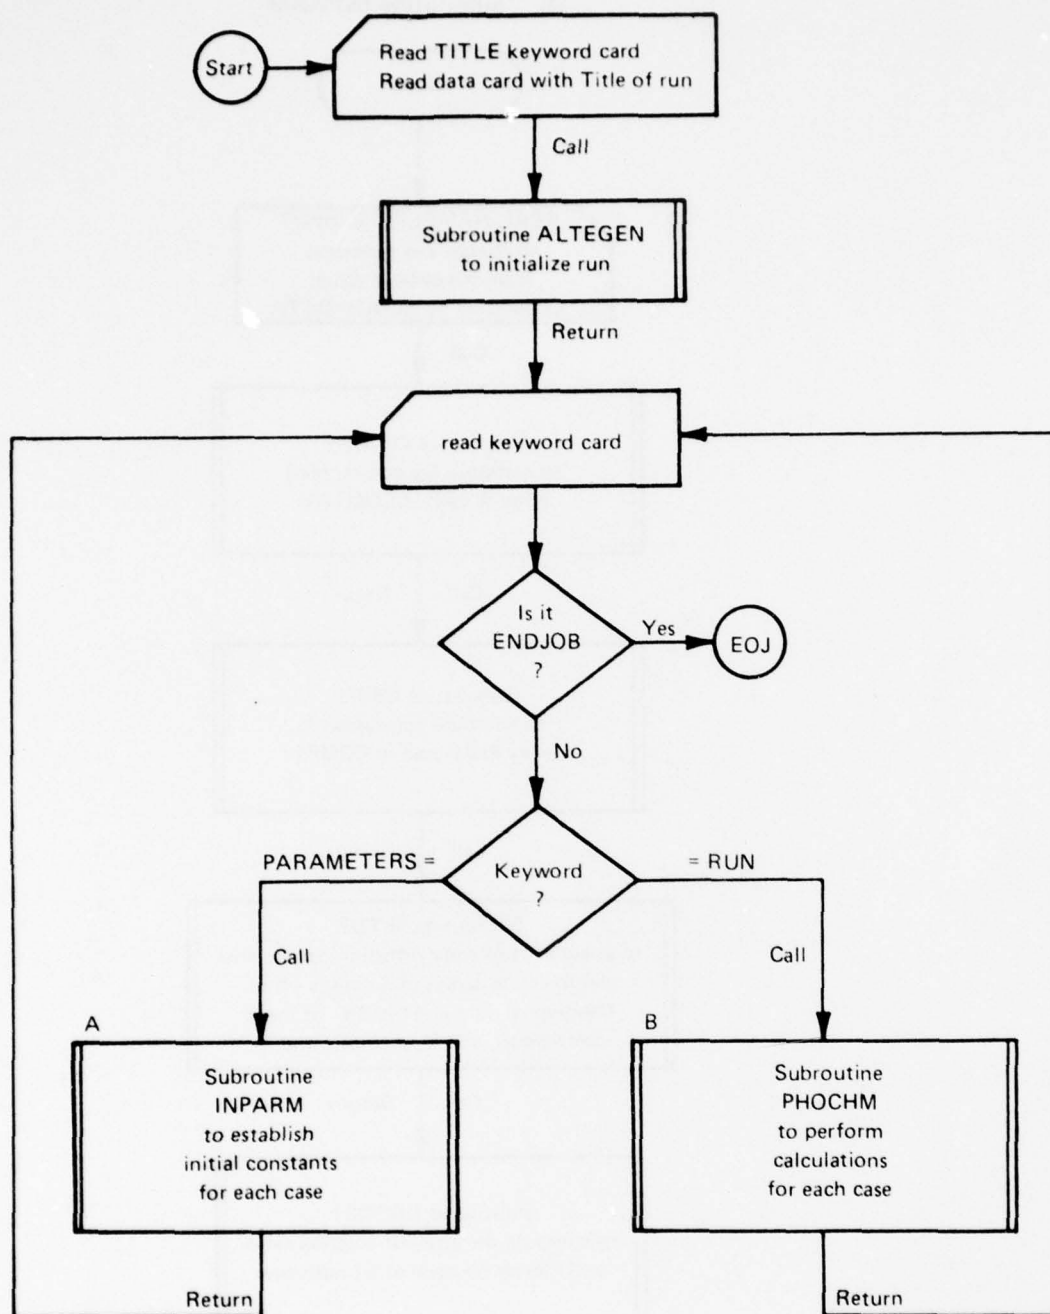 Start
Read TITLE keyword card
Read data card with Title of run
Call
Subroutine ALTEGEN
to initialize run
Return
read keyword card
Is it
ENDJOB
?
Yes
EOJ
No
PARAMETERS =
Keyword
?
= RUN
Call
Call
A
Subroutine
INPARM
to establish
initial constants
for each case
B
Subroutine
PHOCHM
to perform
calculations
for each case
Return
Return